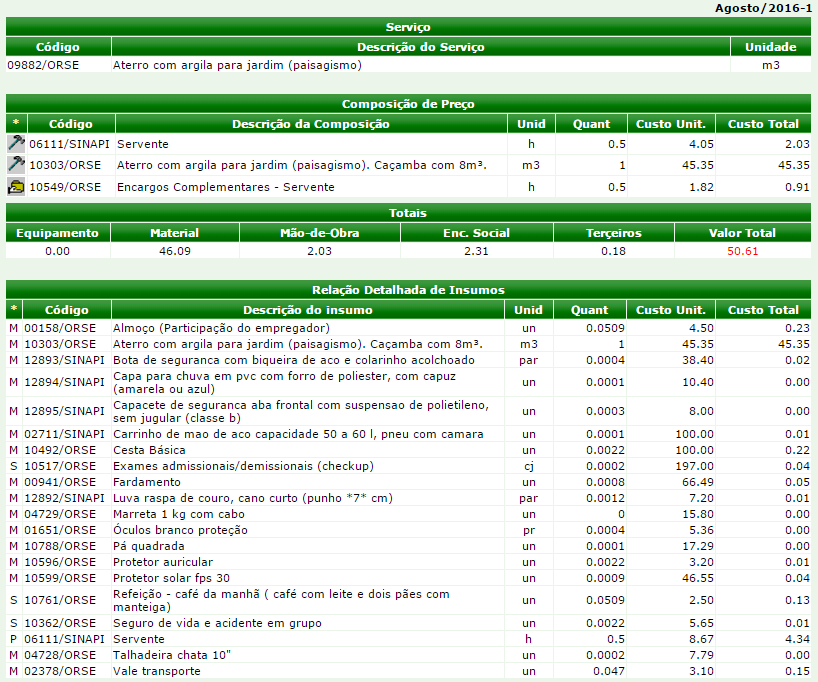 Agosto/2016-1
Serviço
Código Descrição do Serviço Unidade
09882/ORSE Aterro com argila para jardim (paisagismo) m3
Composição de Preço
* Código Descrição da Composição Unid Quant Custo Unit. Custo Total
06111/SINAPI Servente h 0.5 4.05 2.03
10303/ORSE Aterro com argila para jardim (paisagismo). Caçamba com 8m³. m3 1 45.35 45.35
10549/ORSE Encargos Complementares - Servente h 0.5 1.82 0.91
Totais
Equipamento Material Mão-de-Obra Enc. Social Terçeiros Valor Total
0.00 46.09 2.03 2.31 0.18 50.61
Relação Detalhada de Insumos
* Código Descrição do insumo Unid Quant Custo Unit. Custo Total
M 00158/ORSE Almoço (Participação do empregador) un 0.0509 4.50 0.23
M 10303/ORSE Aterro com argila para jardim (paisagismo). Caçamba com 8m³. m3 1 45.35 45.35
M 12893/SINAPI Bota de seguranca com biqueira de aco e colarinho acolchoado par 0.0004 38.40 0.02
M 12894/SINAPI Capa para chuva em pvc com forro de poliester, com capuz un 0.0001 10.40 0.00
(amarela ou azul)
M 12895/SINAPI Capacete de seguranca aba frontal com suspensao de polietileno, un 0.0003 8.00 0.00
sem jugular (classe b)
M 02711/SINAPI Carrinho de mao de aco capacidade 50 a 60 l, pneu com camara un 0.0001 100.00 0.01
M 10492/ORSE Cesta Básica un 0.0022 100.00 0.22
S 10517/ORSE Exames admissionais/demissionais (checkup) cj 0.0002 197.00 0.04
M 00941/ORSE Fardamento un 0.0008 66.49 0.05
M 12892/SINAPI Luva raspa de couro, cano curto (punho *7* cm) par 0.0012 7.20 0.01
M 04729/ORSE Marreta 1 kg com cabo un 0 15.80 0.00
M 01651/ORSE Óculos branco proteção pr 0.0004 5.36 0.00
M 10788/ORSE Pá quadrada un 0.0001 17.29 0.00
M 10596/ORSE Protetor auricular un 0.0022 3.20 0.01
M 10599/ORSE Protetor solar fps 30 un 0.0009 46.55 0.04
S 10761/ORSE Refeição - café da manhã ( café com leite e dois pães com un 0.0509 2.50 0.13
manteiga)
S 10362/ORSE Seguro de vida e acidente em grupo un 0.0022 5.65 0.01
P 06111/SINAPI Servente h 0.5 8.67 4.34
M 04728/ORSE Talhadeira chata 10" un 0.0002 7.79 0.00
M 02378/ORSE Vale transporte un 0.047 3.10 0.15